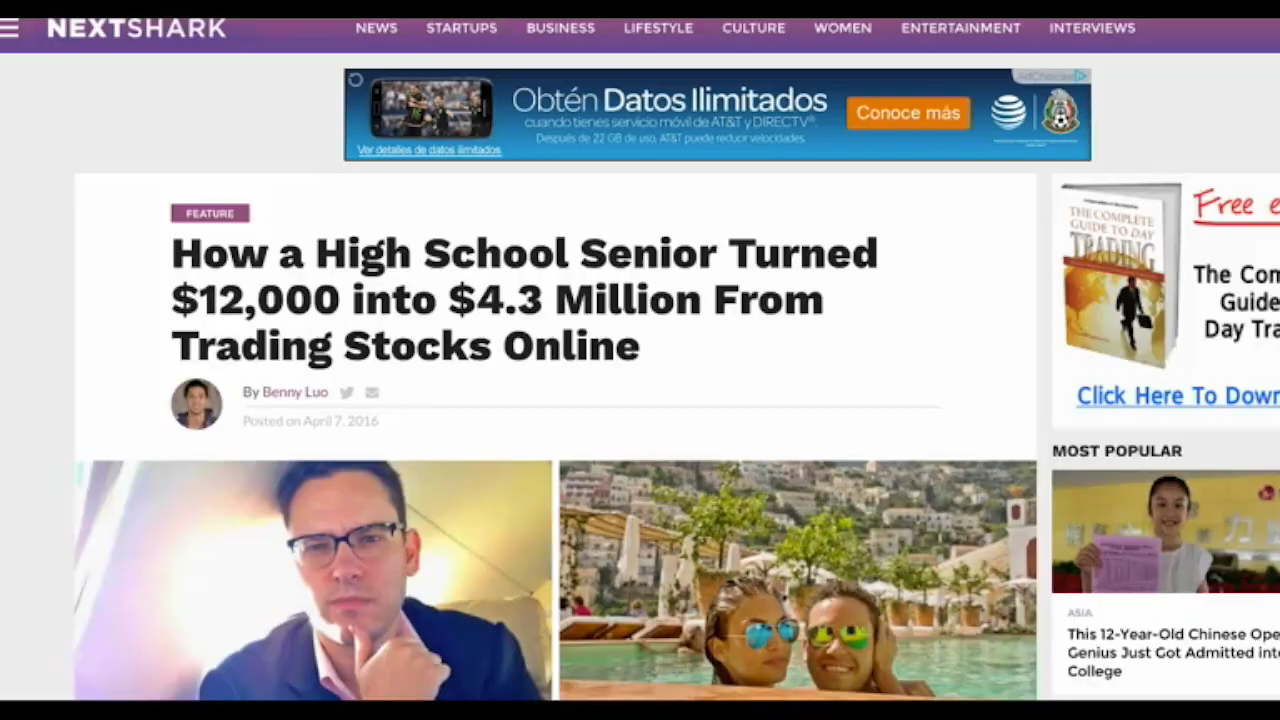 NEXTSHARK
NEWS STARTUPS BUSINESS LIFESTYLE CULTURE WOMEN ENTERTAINMENT INTERVIEWS
AdChoices
Obtén Datos Ilimitados
cuando tienes servicio móvil de AT&T y DIRECTV®.
Después de 22 GB de uso, AT&T puede reducir velocidades.
Ver detalles de datos ilimitados
Conoce más
FEATURE
How a High School Senior Turned
$12,000 into $4.3 Million From
Trading Stocks Online
By Benny Luo
Posted on April 7, 2016
THE COMPLETE
GUIDE TO DAY
TRADING
Free e
The Com
Guide
Day Tra
Click Here To Down
MOST POPULAR
ASIA
This 12-Year-Old Chinese Ope
Genius Just Got Admitted int
College